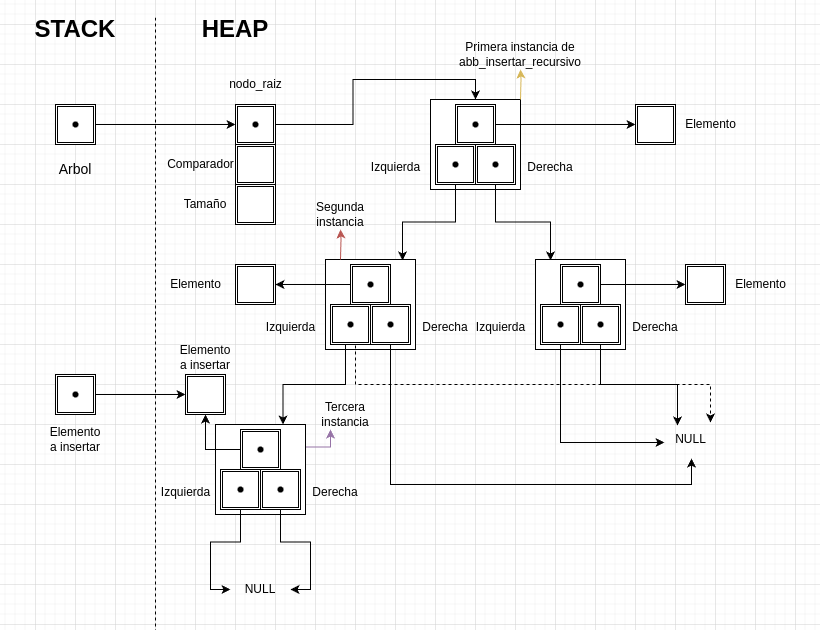 STACK
HEAP
Primera instancia de
abb_insertar_recursivo
nodo_raiz
Elemento
Arbol
Comparador
Izquierda
Derecha
Tamaño
Segunda
instancia
Elemento
Elemento
Izquierda
Derecha
Izquierda
Derecha
Elemento
a insertar
Tercera
instancia
Elemento
a insertar
NULL
Izquierda
Derecha
NULL